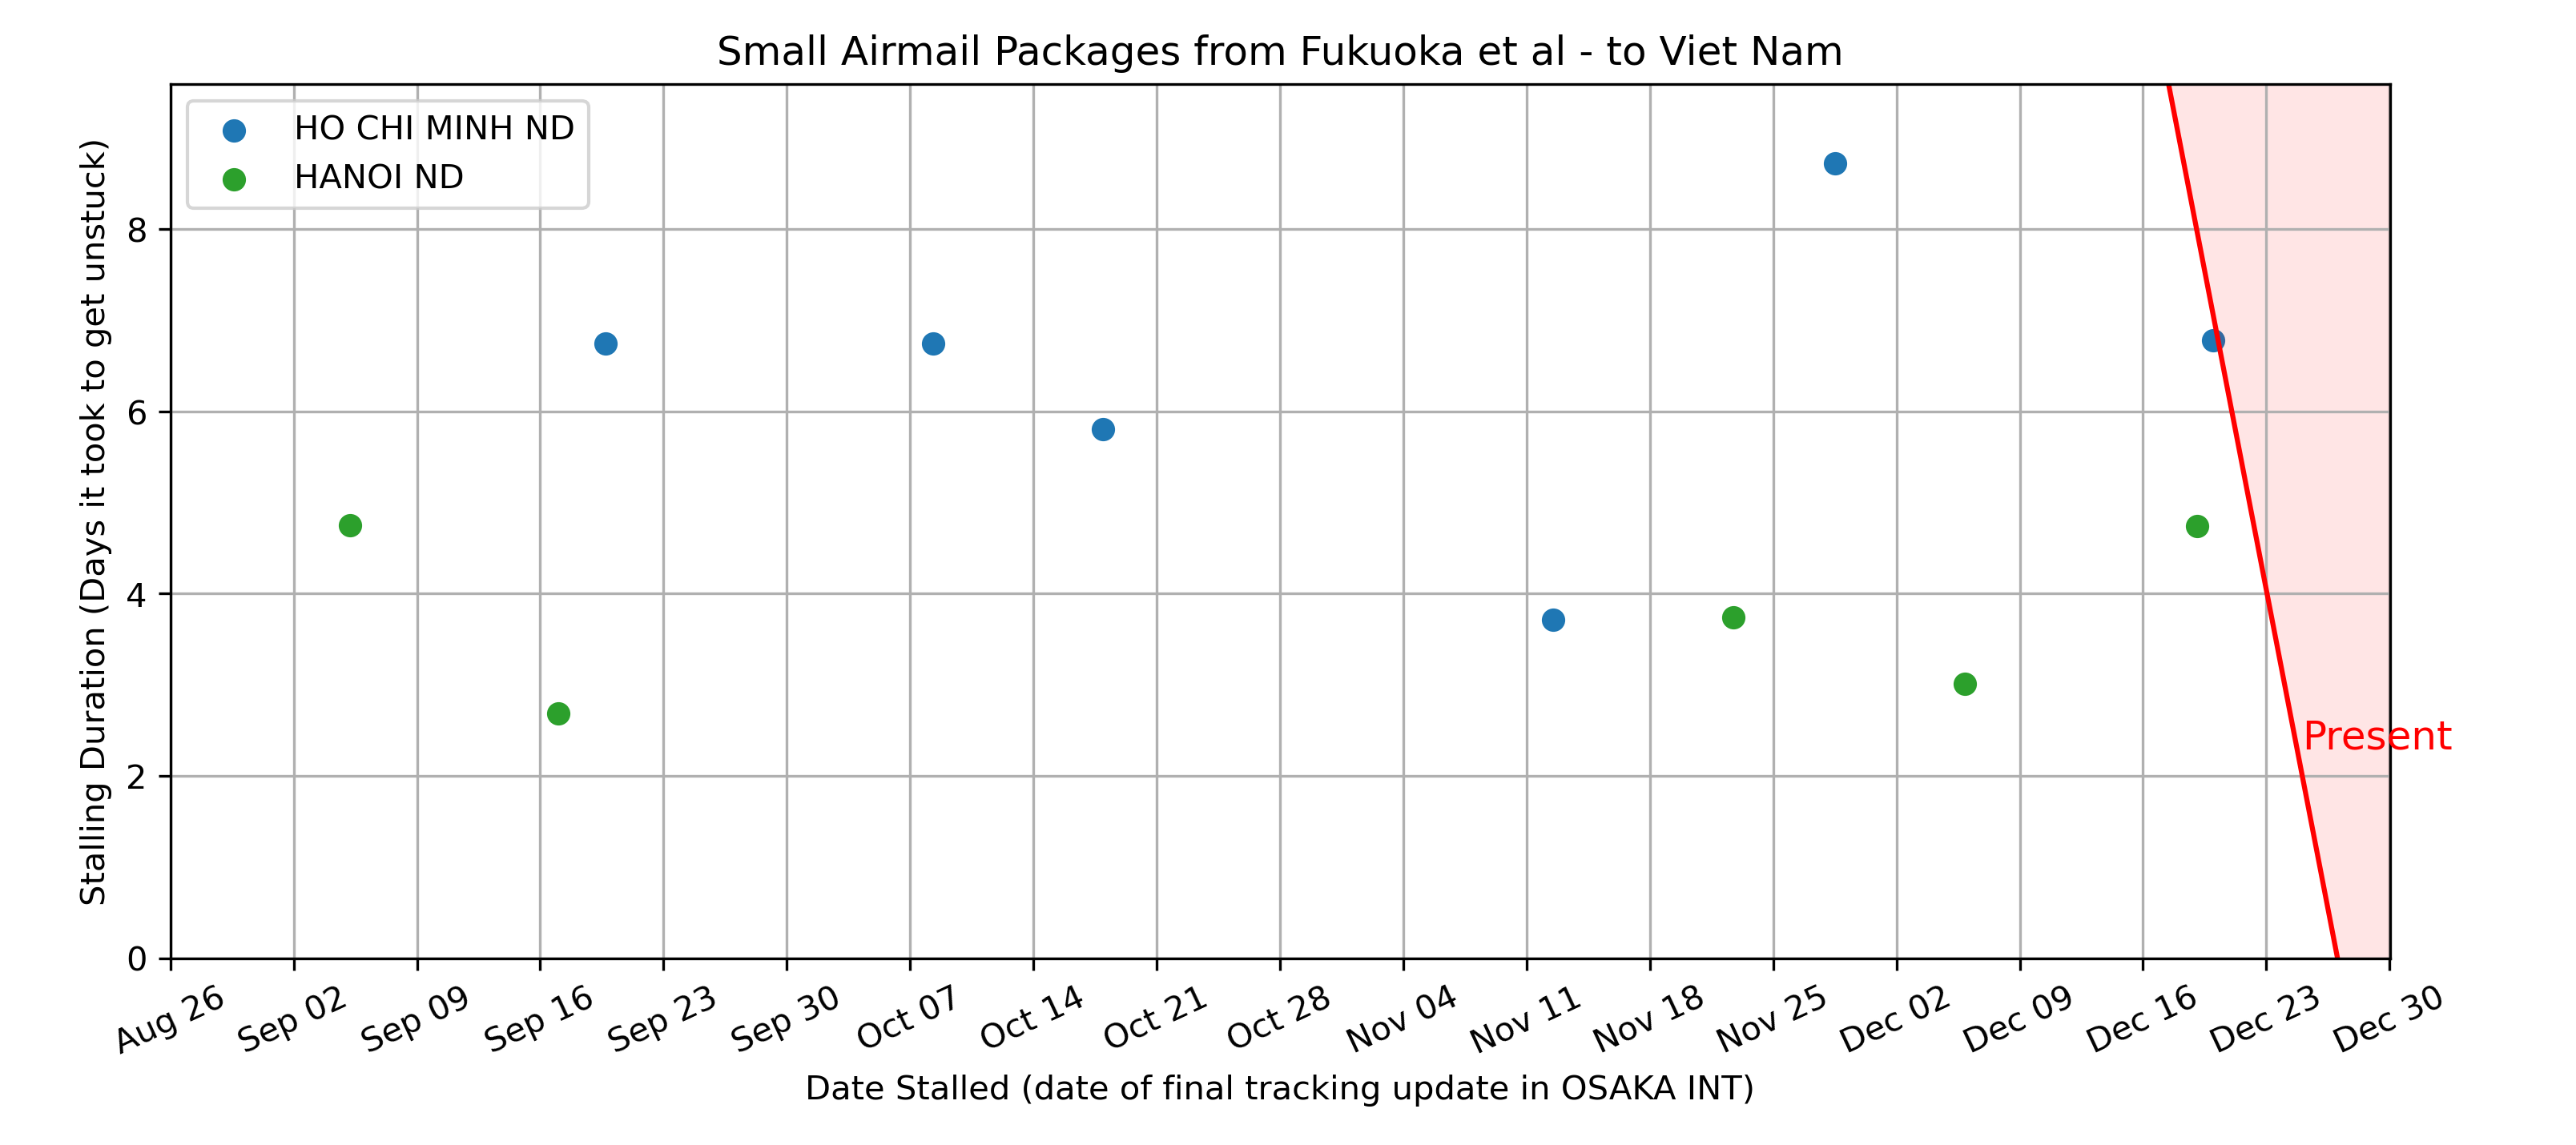 Small Airmail Packages from Fukuoka et al - to Viet Nam
HO CHI MINH ND
HANOI ND
Stalling Duration (Days it took to get unstuck)
8
6
4
2
0
Present
Aug 26
Sep 02
Sep 09
Sep 16
Sep 23
Sep 30
Oct 07
Oct 14
Oct 21
Oct 28
Nov 04
Nov 11
Nov 18
Nov 25
Dec 02
Dec 09
Dec 16
Dec 23
Dec 30
Date Stalled (date of final tracking update in OSAKA INT)